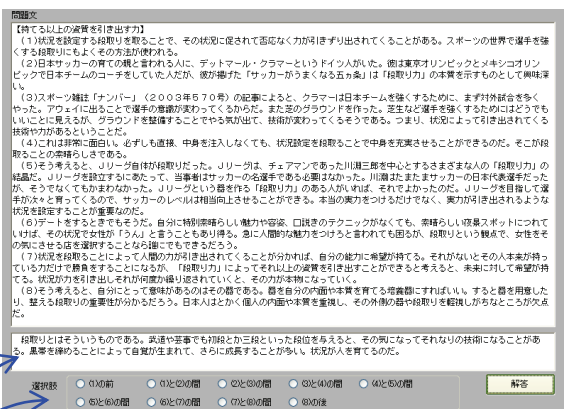 問題文
【持てる以上の資質を引き出す力】
（1）状況を設定する段取りを取ることで、その状況に促されて否応なく力が引きずり出されてくることがある。スポーツの世界で選手を強
くする段取りにもよくその方法が使われる。
（2）日本サッカーの育ての親と言われる人に、デットマール・クラマーというドイツ人がいた。彼は東京オリンピックとメキシコオリン
ピックで日本チームのコーチをしていた人だが、彼が掲げた「サッカーがうまくなる五ヵ条」は「段取り力」の本質を示すものとして興味深
い。
（3）スポーツ雑誌「ナンバー」（2003年570号）の記事によると、クラマーは日本チームを強くするために、まず対外試合を多く
やった。アウェイに出ることで選手の意識が変わってくるからだ。また芝のグラウンドを作った。芝生など選手を強くするためにはどうでも
いいことに見えるが、グラウンドを整備することでやる気が出て、技術が変わってくるそうである。つまり、状況によって引き出されてくる
技術や力があるということだ。
（4）これは非常に面白い。必ずしも直接、中身を注入しなくても、状況設定を段取ることで中身を充実させることができるのだ。そこが段
取ることの素晴らしさである。
（5）そう考えると、Jリーグ自体が段取りだった。Jリーグは、チェアマンであった川淵三郎を中心とするさまざまな人の「段取り力」の
結晶だ。Jリーグを設立するにあたって、当事者はサッカーの名選手である必要はなかった。川淵はたまたまサッカーの日本代表選手だった
が、そうでなくてもかまわなかった。Jリーグという器を作る「段取り力」のある人がいれば、それでよかったのだ。Jリーグを目指して選
手が次々と育ってくるので、サッカーのレベルは相当向上させることができる。本当の実力をつけるだけでなく、実力が引き出されるような
状況を設定することが重要なのだ。
（6）デートをするときでもそうだ。自分に特別素晴らしい魅力や容姿、口説きのテクニックがなくても、素晴らしい夜景スポットにつれて
いけば、その状況で女性が「うん」と言うこともあり得る。急に人間的な魅力をつけろと言われても困るが、段取りという観点で、女性をそ
の気にさせる店を選択することなら誰にでもできるだろう。
（7）状況を段取ることによって人間の力が引き出されてくることが分かれば、自分の能力に希望が持てる。それがないとその人本来が持っ
ている力だけで勝負をすることになるが、「段取り力」によってそれ以上の資質を引き出すことができると考えると、未来に対して希望が持
てる。状況が力を引き出しそれが何度か繰り返されていくと、その力が本物になっていく。
（8）そう考えると、自分にとって意味があるのはその器である。器を自分の内面や本質を育てる培養器にすればいい。すると器を用意した
り、整える段取りの重要性が分かるだろう。日本人はとかく個人の内面や本質を重視し、その外側の器や段取りを軽視しがちなところが欠点
だ。
段取りとはそういうものである。武道や芸事でも初段とか三段といった段位を与えると、その気になってそれなりの技術になることがあ
る。黒帯を締めることによって自覚が生まれて、さらに成長することが多い。状況が人を育てるのだ。
選択肢 (1)の前 (1)と(2)の間 (2)と(3)の間 (3)と(4)の間 (4)と(5)の間
(5)と(6)の間 (6)と(7)の間 (7)と(8)の間 (8)の後
解答